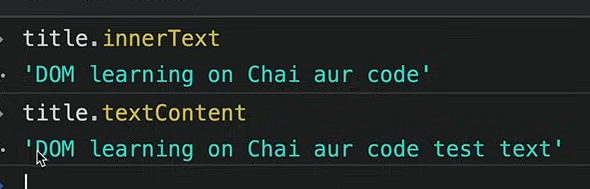 title.innerText
'DOM learning on Chai aur code'
title.textContent
'DOM learning on Chai aur code test text'